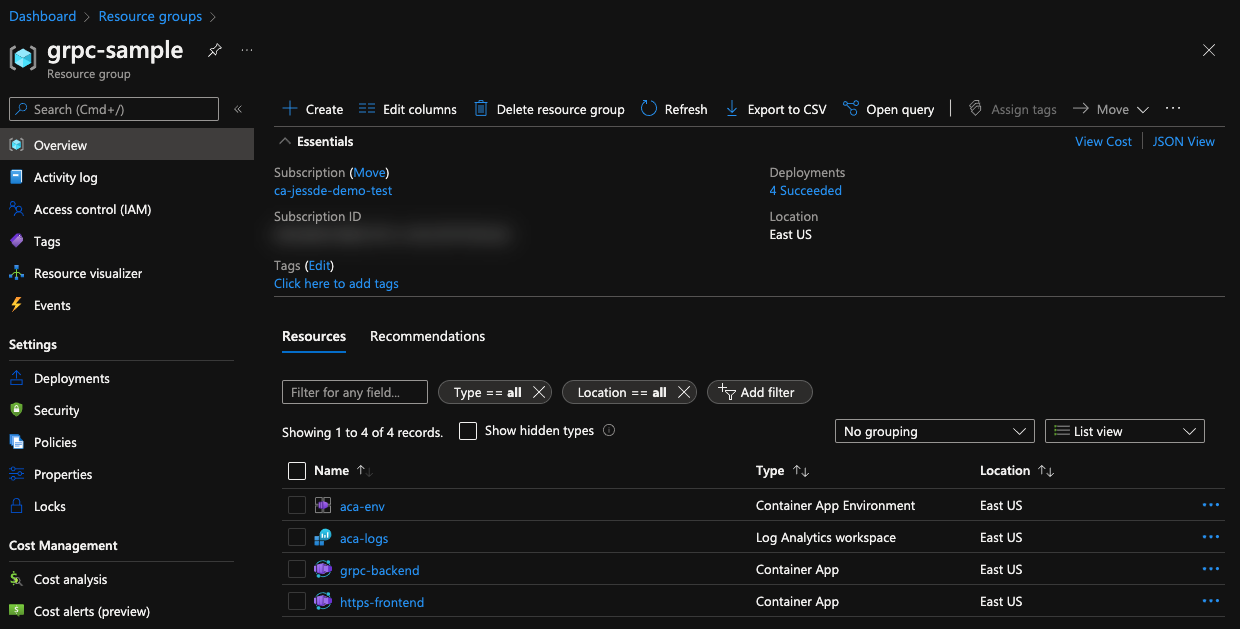 Dashboard > Resource groups >
grpc-sample ...
Resource group
Search (Cmd+/) «
Overview
Activity log
Access control (IAM)
Tags
Resource visualizer
Events
Settings
Deployments
Security
Policies
Properties
Locks
Cost Management
Cost analysis
Cost alerts (preview)
Create Edit columns Delete resource group Refresh Export to CSV Open query | Assign tags Move ...
Essentials View Cost JSON View
Subscription (Move)
ca-jessde-demo-test
Subscription ID
Tags (Edit)
Click here to add tags
Deployments
4 Succeeded
Location
East US
Resources Recommendations
Filter for any field... Type == all Location == all Add filter
Showing 1 to 4 of 4 records. Show hidden types No grouping List view
Name ↑↓ Type ↑↓ Location ↑↓
aca-env Container App Environment East US ...
aca-logs Log Analytics workspace East US ...
grpc-backend Container App East US ...
https-frontend Container App East US ...